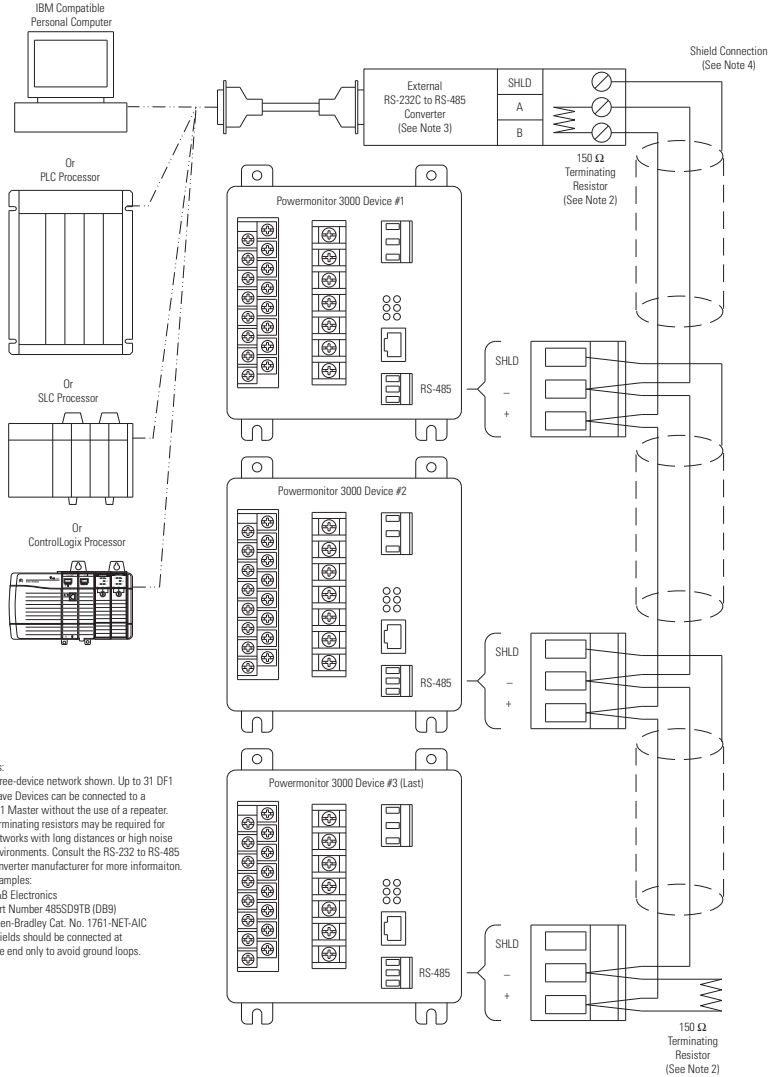 IBM Compatible
Personal Computer
Or
PLC Processor
Or
SLC Processor
Or
ControlLogix Processor
External
RS-232C to RS-485
Converter
(See Note 3)
SHLD
A
B
Shield Connection
(See Note 4)
150 Ω
Terminating
Resistor
(See Note 2)
Powermonitor 3000 Device #1
RS-485
SHLD
–
+
Powermonitor 3000 Device #2
RS-485
SHLD
–
+
Powermonitor 3000 Device #3 (Last)
RS-485
SHLD
–
+
150 Ω
Terminating
Resistor
(See Note 2)
s:
ree-device network shown. Up to 31 DF1
ave Devices can be connected to a
1 Master without the use of a repeater.
rminating resistors may be required for
tworks with long distances or high noise
vironments. Consult the RS-232 to RS-485
nverter manufacturer for more informaiton.
amples:
&B Electronics
rt Number 485SD9TB (DB9)
en-Bradley Cat. No. 1761-NET-AIC
ields should be connected at
e end only to avoid ground loops.